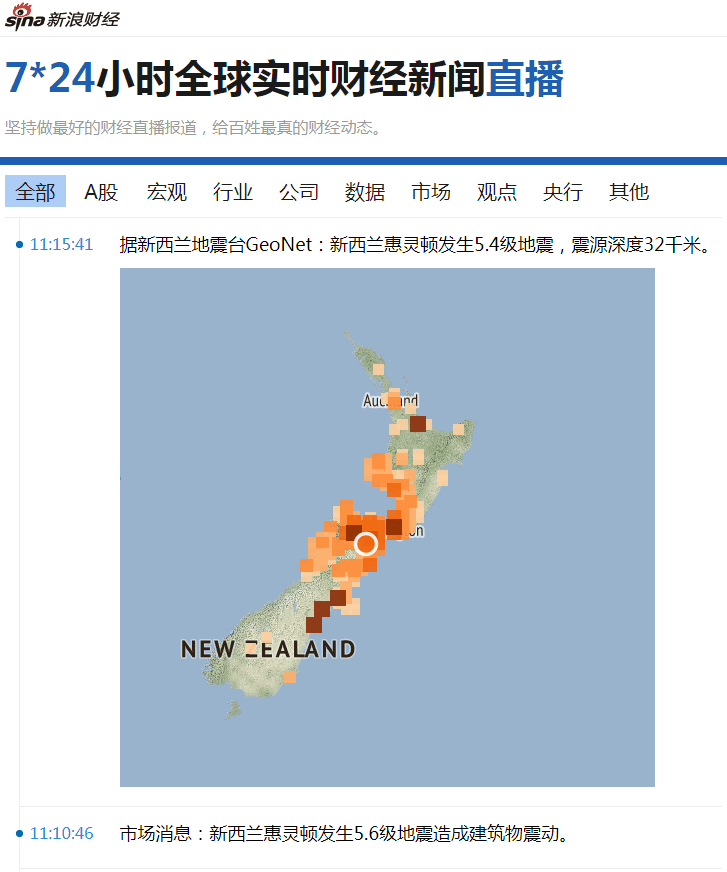 sina 新浪财经
7*24小时全球实时财经新闻直播
坚持做最好的财经直播报道，给百姓最真的财经动态。
全部 A股 宏观 行业 公司 数据 市场 观点 央行 其他
11:15:41 据新西兰地震台GeoNet：新西兰惠灵顿发生5.4级地震，震源深度32千米。
NEW ZEALAND
11:10:46 市场消息：新西兰惠灵顿发生5.6级地震造成建筑物震动。